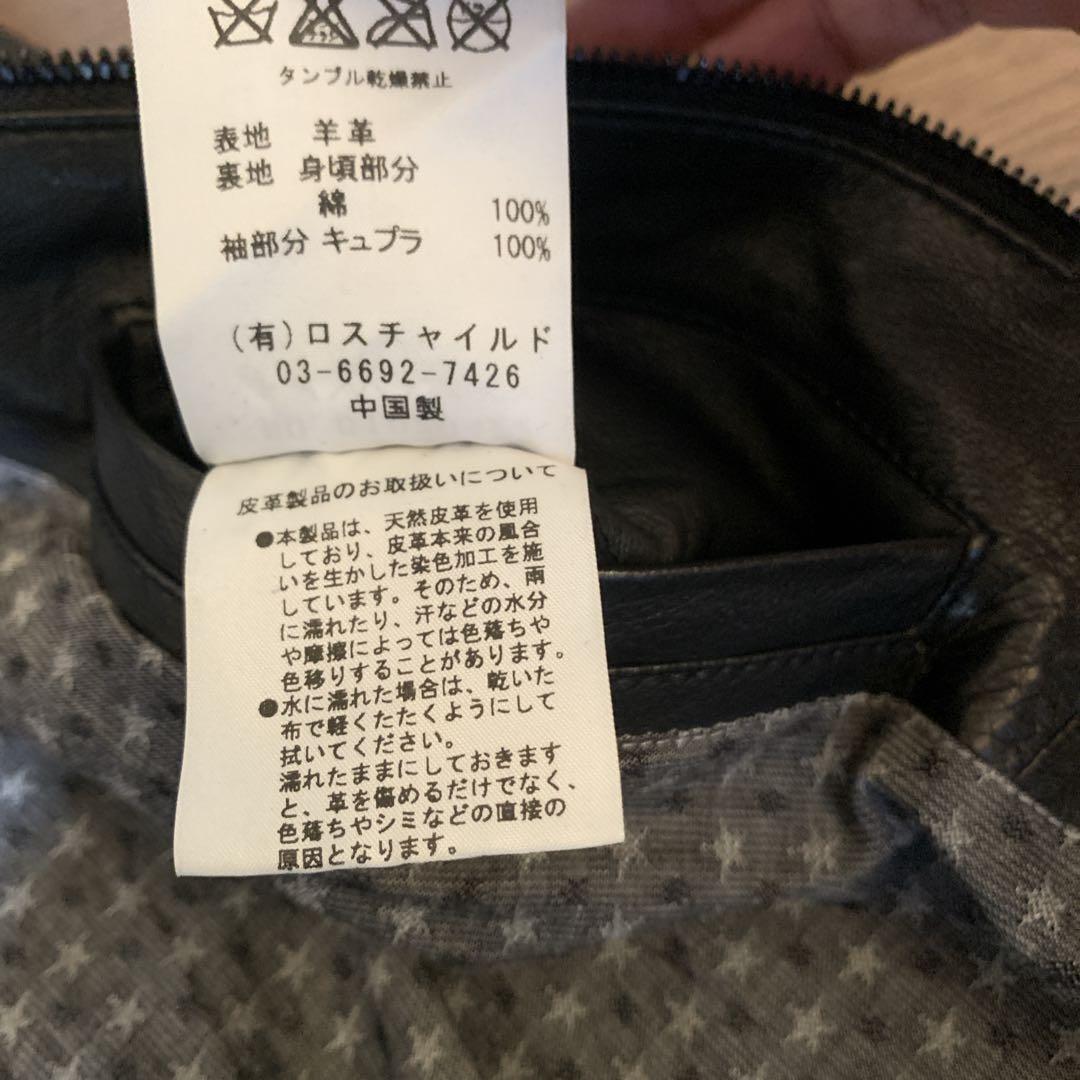 タンブル乾燥禁止
表地 羊革
裏地 身頃部分
綿 100%
袖部分 キュプラ 100%
(有)ロスチャイルド
03-6692-7426
中国製
皮革製品のお取扱いについて
●本製品は、天然皮革を使用
しており、皮革本来の風合
いを生かした染色加工を施
しています。そのため、雨
に濡れたり、汗などの水分
や摩擦によっては色落ちや
色移りすることがあります。
●水に濡れた場合は、乾いた
布で軽くたたくようにして
拭いてください。
濡れたままにしておきます
と、革を傷めるだけでなく、
色落ちやシミなどの直接の
原因となります。